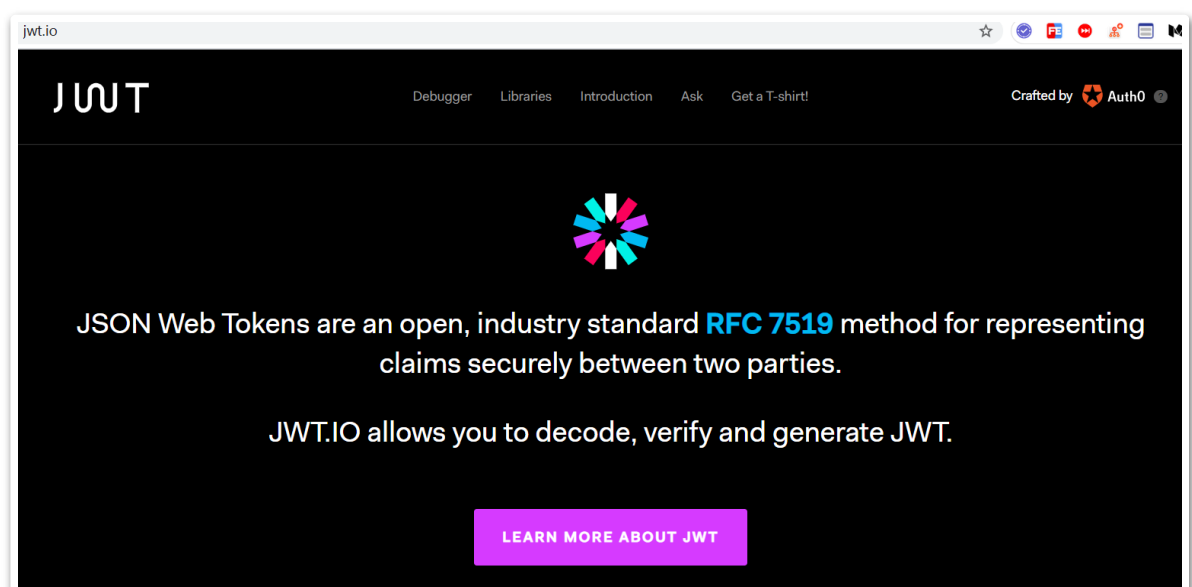 jwt.io
FE
JWT
Debugger Libraries Introduction Ask Get a T-shirt!
Crafted by Auth0 ?
JSON Web Tokens are an open, industry standard RFC 7519 method for representing
claims securely between two parties.
JWT.IO allows you to decode, verify and generate JWT.
LEARN MORE ABOUT JWT